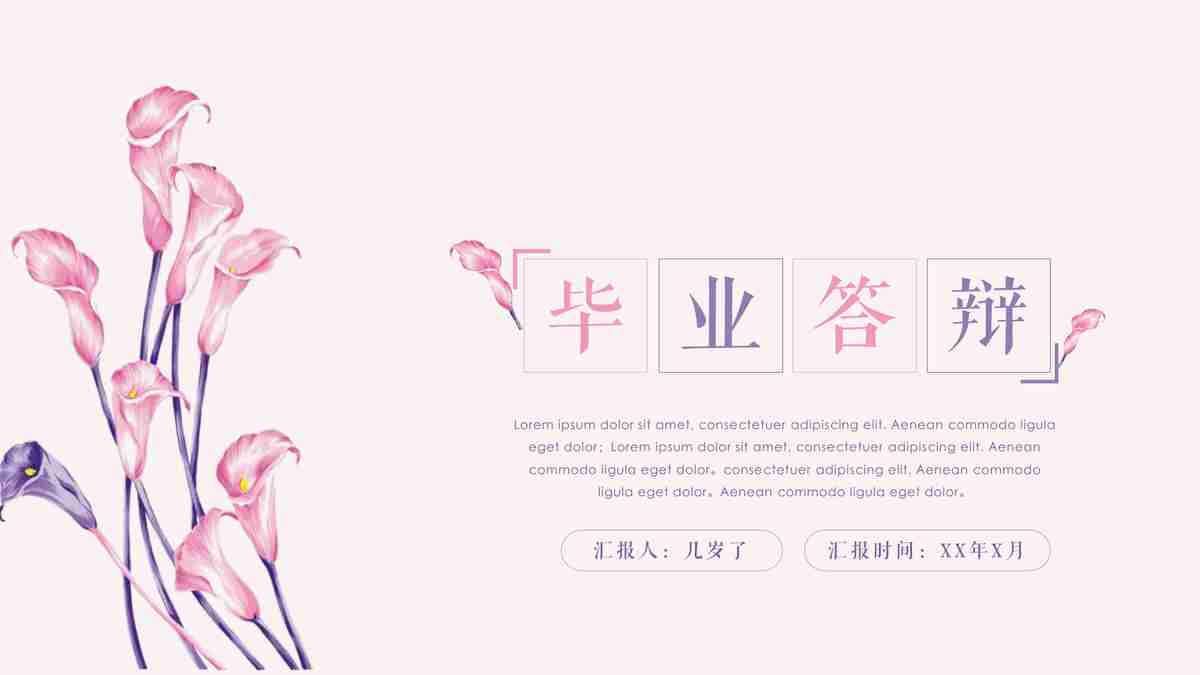 毕业答辩
Lorem ipsum dolor sit amet, consectetuer adipiscing elit. Aenean commodo ligula
eget dolor；Lorem ipsum dolor sit amet, consectetuer adipiscing elit. Aenean
commodo ligula eget dolor。consectetuer adipiscing elit. Aenean commodo
ligula eget dolor。Aenean commodo ligula eget dolor。
汇报人：几岁了
汇报时间：XX年X月